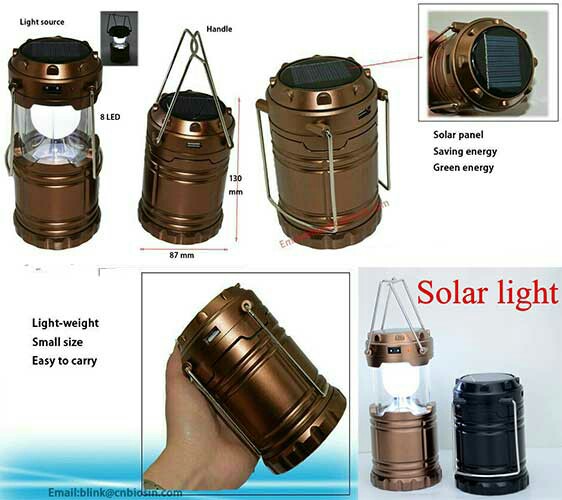 Light source
Handle
8 LED
130
mm
87 mm
Solar panel
Saving energy
Green energy
Light-weight
Small size
Easy to carry
Solar light
Email:blink@cnbiosin.com